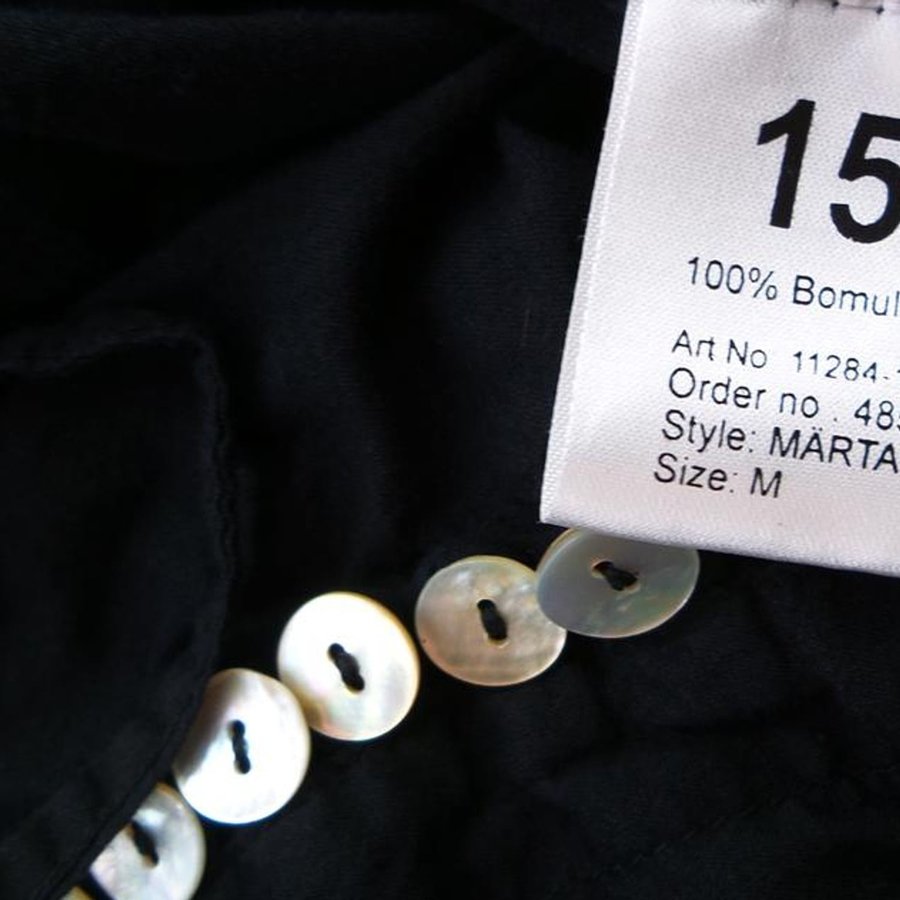 15
100% Bomul
Art No 11284-
Order no . 48
Style: MÄRTA
Size: M